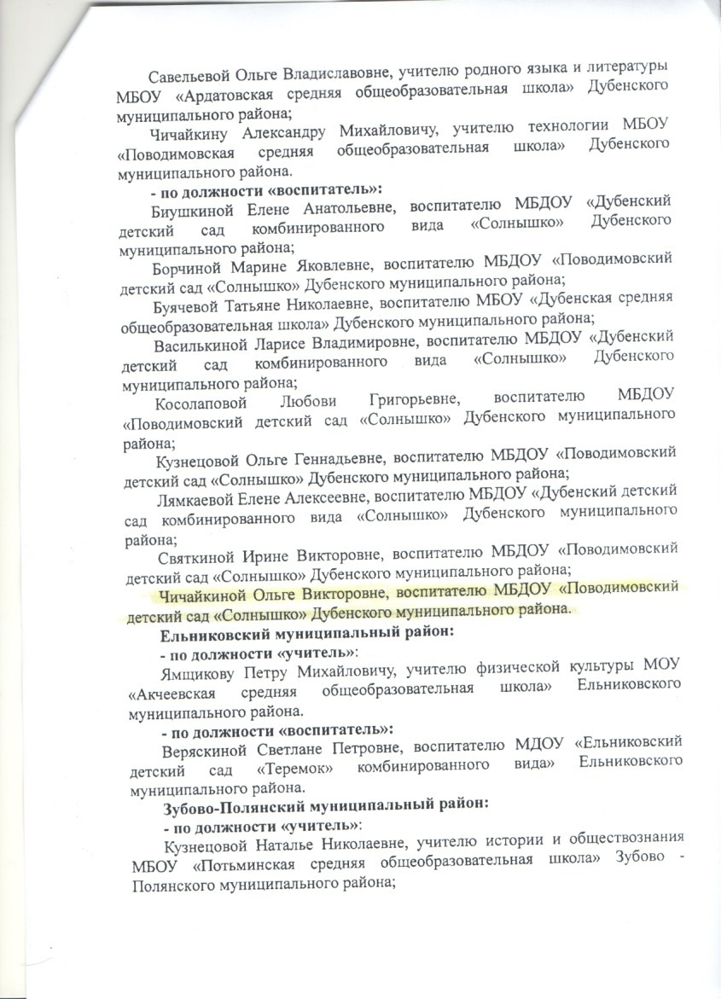 Савельевой Ольге Владиславовне, учителю родного языка и литературы
МБОУ «Ардатовская средняя общеобразовательная школа» Дубенского
муниципального района;
Чичайкину Александру Михайловичу, учителю технологии МБОУ
«Поводимовская средняя общеобразовательная школа» Дубенского
муниципального района.
- по должности «воспитатель»:
Биушкиной Елене Анатольевне, воспитателю МБДОУ «Дубенский
детский сад комбинированного вида «Солнышко» Дубенского
муниципального района;
Борчиной Марине Яковлевне, воспитателю МБДОУ «Поводимовский
детский сад «Солнышко» Дубенского муниципального района;
Буячевой Татьяне Николаевне, воспитателю МБОУ «Дубенская средняя
общеобразовательная школа» Дубенского муниципального района;
Василькиной Ларисе Владимировне, воспитателю МБДОУ «Дубенский
детский сад комбинированного вида «Солнышко» Дубенского
муниципального района;
Косолаповой Любови Григорьевне, воспитателю МБДОУ
«Поводимовский детский сад «Солнышко» Дубенского муниципального
района;
Кузнецовой Ольге Геннадьевне, воспитателю МБДОУ «Поводимовский
детский сад «Солнышко» Дубенского муниципального района;
Лямкаевой Елене Алексеевне, воспитателю МБДОУ «Дубенский детский
сад комбинированного вида «Солнышко» Дубенского муниципального
района;
Святкиной Ирине Викторовне, воспитателю МБДОУ «Поводимовский
детский сад «Солнышко» Дубенского муниципального района;
Чичайкиной Ольге Викторовне, воспитателю МБДОУ «Поводимовский
детский сад «Солнышко» Дубенского муниципального района.
Ельниковский муниципальный район:
- по должности «учитель»:
Ямщикову Петру Михайловичу, учителю физической культуры МОУ
«Акчеевская средняя общеобразовательная школа» Ельниковского
муниципального района.
- по должности «воспитатель»:
Веряскиной Светлане Петровне, воспитателю МДОУ «Ельниковский
детский сад «Теремок» комбинированного вида» Ельниковского
муниципального района.
Зубово-Полянский муниципальный район:
- по должности «учитель»:
Кузнецовой Наталье Николаевне, учителю истории и обществознания
МБОУ «Потьминская средняя общеобразовательная школа» Зубово -
Полянского муниципального района;